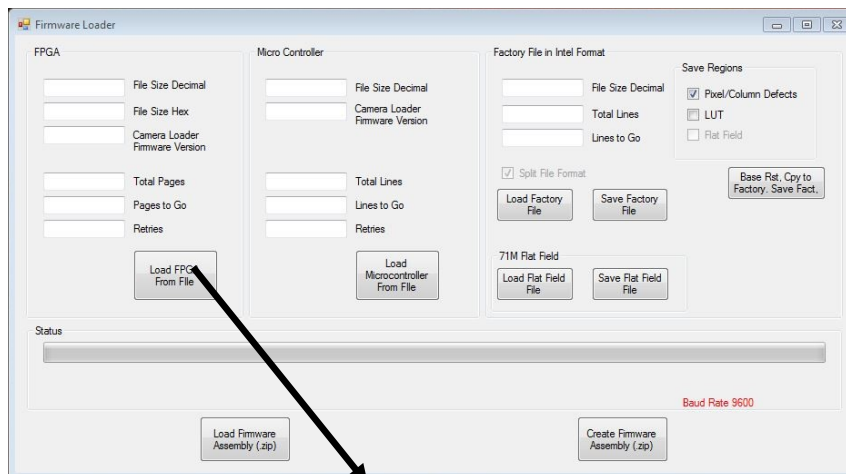 Firmware Loader
FPGA
File Size Decimal
File Size Hex
Camera Loader
Firmware Version
Total Pages
Pages to Go
Retries
Load FPGA
From FIle
Micro Controller
File Size Decimal
Camera Loader
Firmware Version
Total Lines
Lines to Go
Retries
Load
Microcontroller
From FIle
Factory File in Intel Format
File Size Decimal
Total Lines
Lines to Go
Save Regions
Pixel/Column Defects
LUT
Flat Field
Split File Format
Load Factory
File
Save Factory
File
Base Rst, Cpy to
Factory. Save Fact,
71M Flat Field
Load Flat Field
File
Save Flat Field
File
Status
Baud Rate 9600
Load Firmware
Assembly (.zip)
Create Firmware
Assembly (.zip)